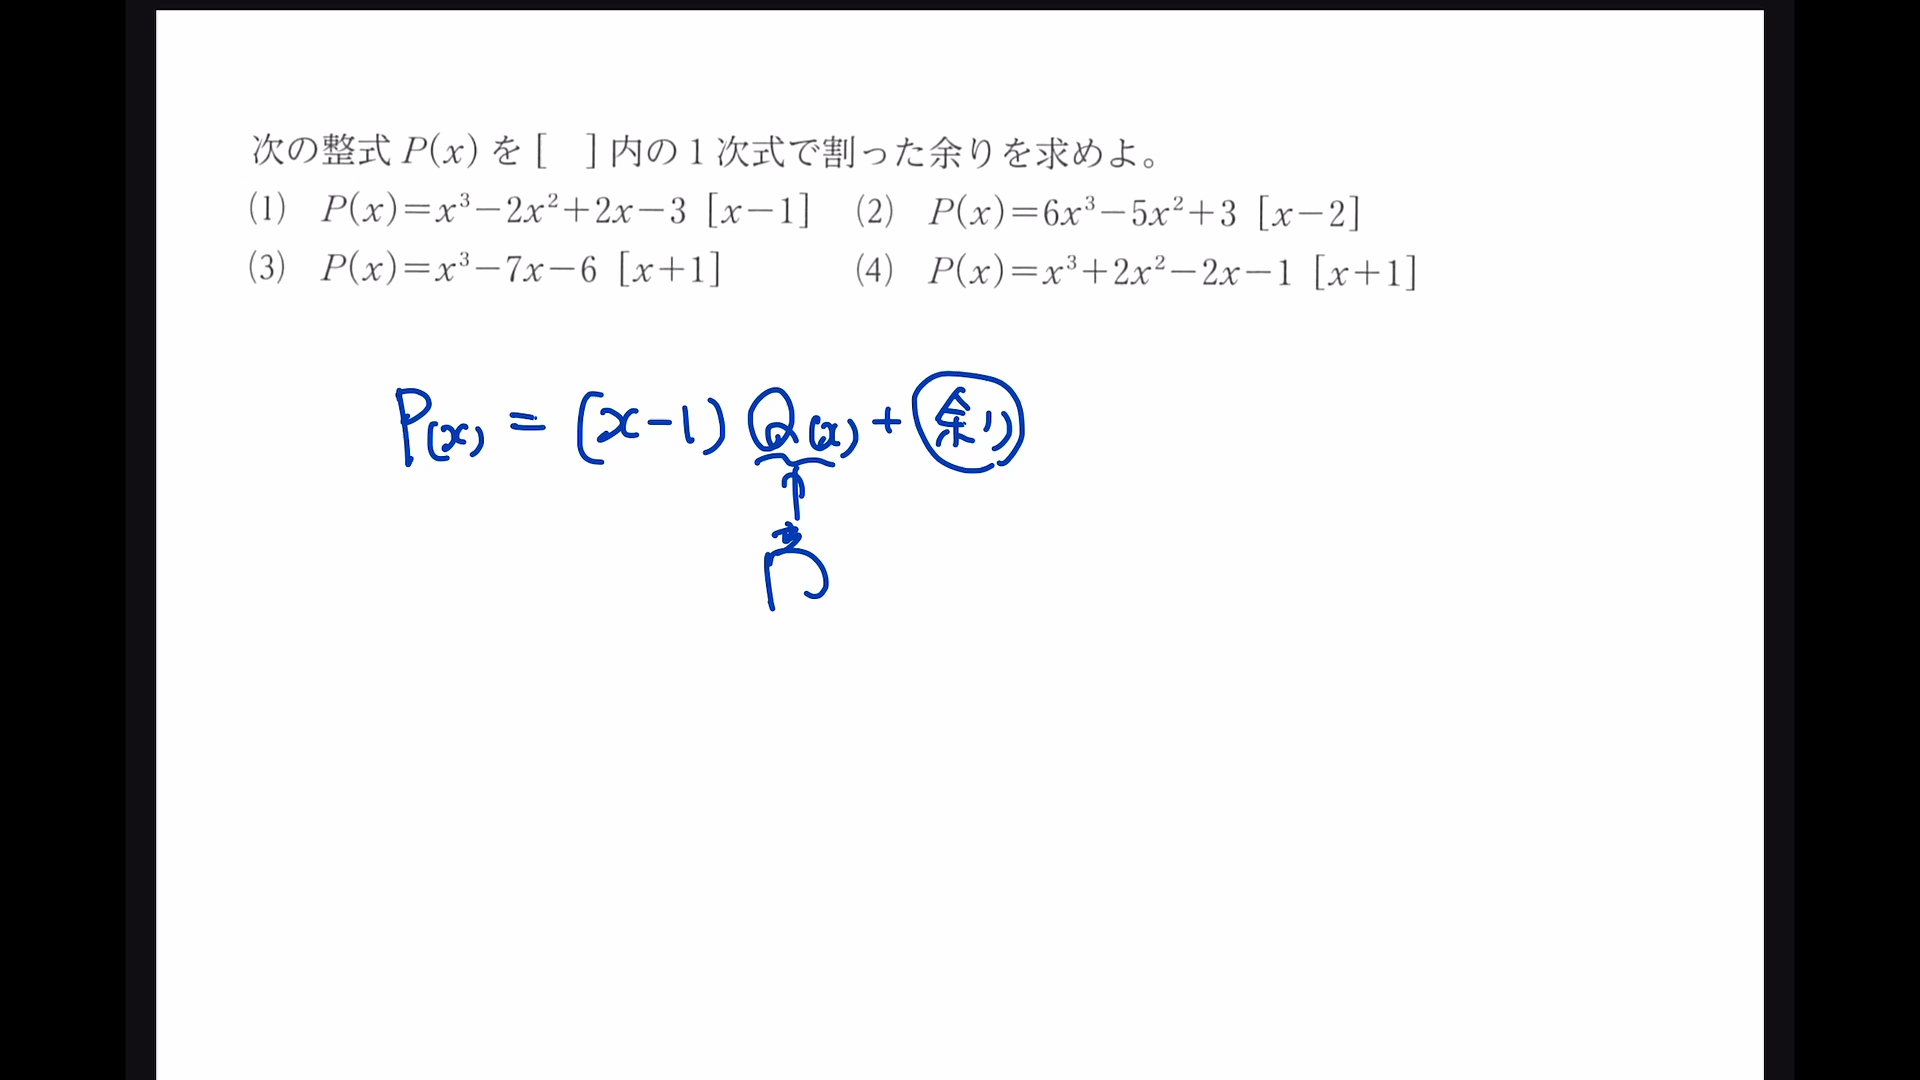 次の整式 P(x) を [　] 内の 1 次式で割った余りを求めよ。
(1) P(x)=x³−2x²+2x−3 [x−1] (2) P(x)=6x³−5x²+3 [x−2]
(3) P(x)=x³−7x−6 [x+1] (4) P(x)=x³+2x²−2x−1 [x+1]
P(x) = (x−1) Q(x) + 余り